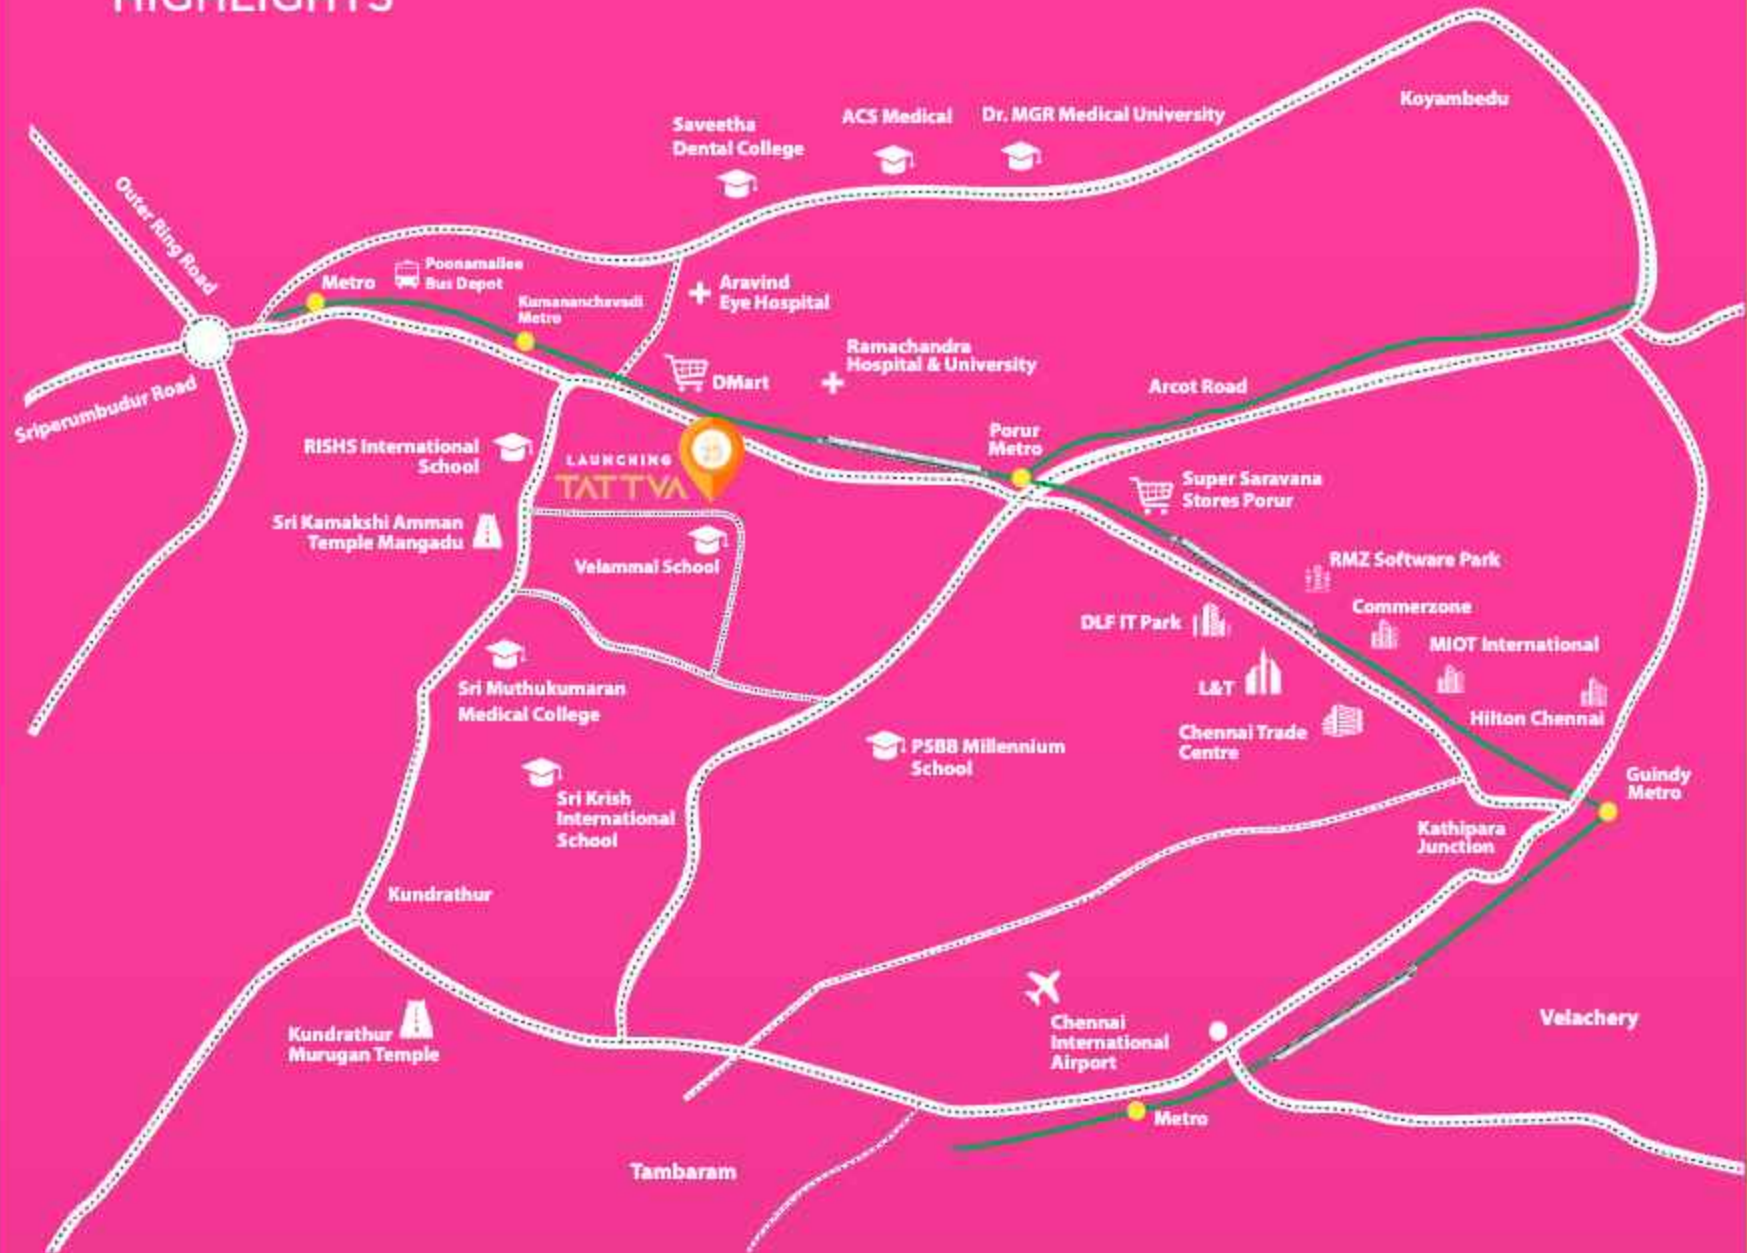 HIGHLIGHTS
Koyambedu
ACS Medical
Dr. MGR Medical University
Saveetha
Dental College
Outer Ring Road
Metro
Poonamallee
Bus Depot
Kumananchavadi
Metro
Aravind
Eye Hospital
Ramachandra
Hospital & University
DMart
Arcot Road
Sriperumbudur Road
RISHS International
School
LAUNCHING
TATTVA
Porur
Metro
Super Saravana
Stores Porur
Sri Kamakshi Amman
Temple Mangadu
Velammal School
RMZ Software Park
Commerzone
DLF IT Park
MIOT International
L&T
Hilton Chennai
Chennai Trade
Centre
Sri Muthukumaran
Medical College
PSBB Millennium
School
Sri Krish
International
School
Guindy
Metro
Kathipara
Junction
Kundrathur
Kundrathur
Murugan Temple
Chennai
International
Airport
Velachery
Metro
Tambaram